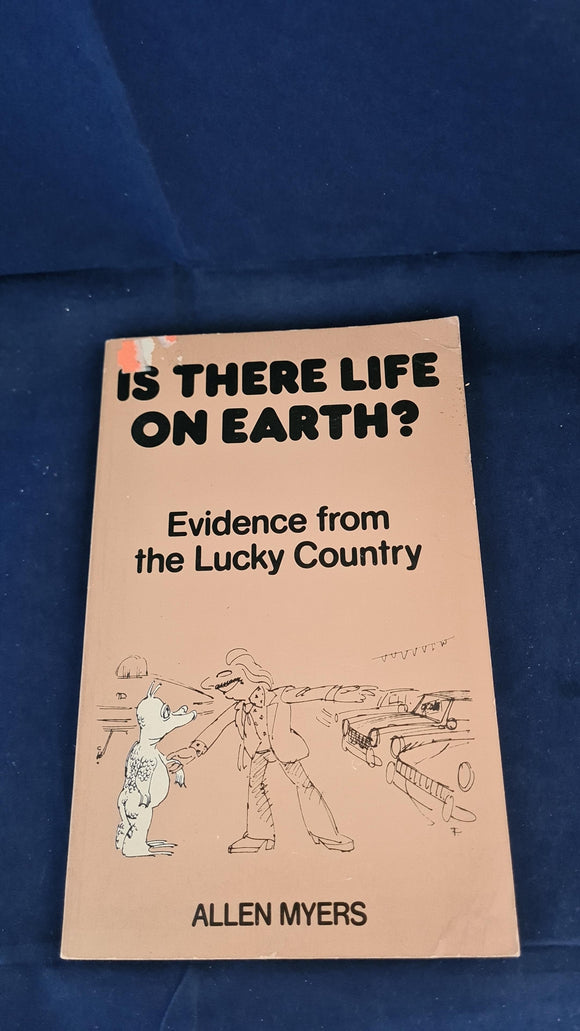 IS THERE LIFE
ON EARTH?
Evidence from
the Lucky Country
ALLEN MYERS